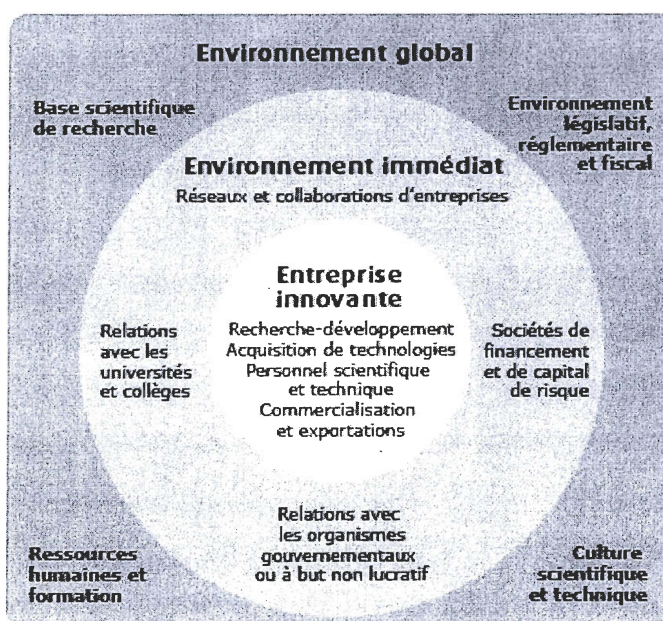 Environnement global
Base scientifique
de recherche
Environnement
législatif,
réglementaire
et fiscal
Environnement immédiat
Réseaux et collaborations d'entreprises
Entreprise
innovante
Recherche-développement
Acquisition de technologies
Personnel scientifique
et technique
Commercialisation
et exportations
Relations
avec les
universités
et collèges
Sociétés de
financement
et de capital
de risque
Relations avec
les organismes
gouvernementaux
ou à but non lucratif
Ressources
humaines et
formation
Culture
scientifique
et technique